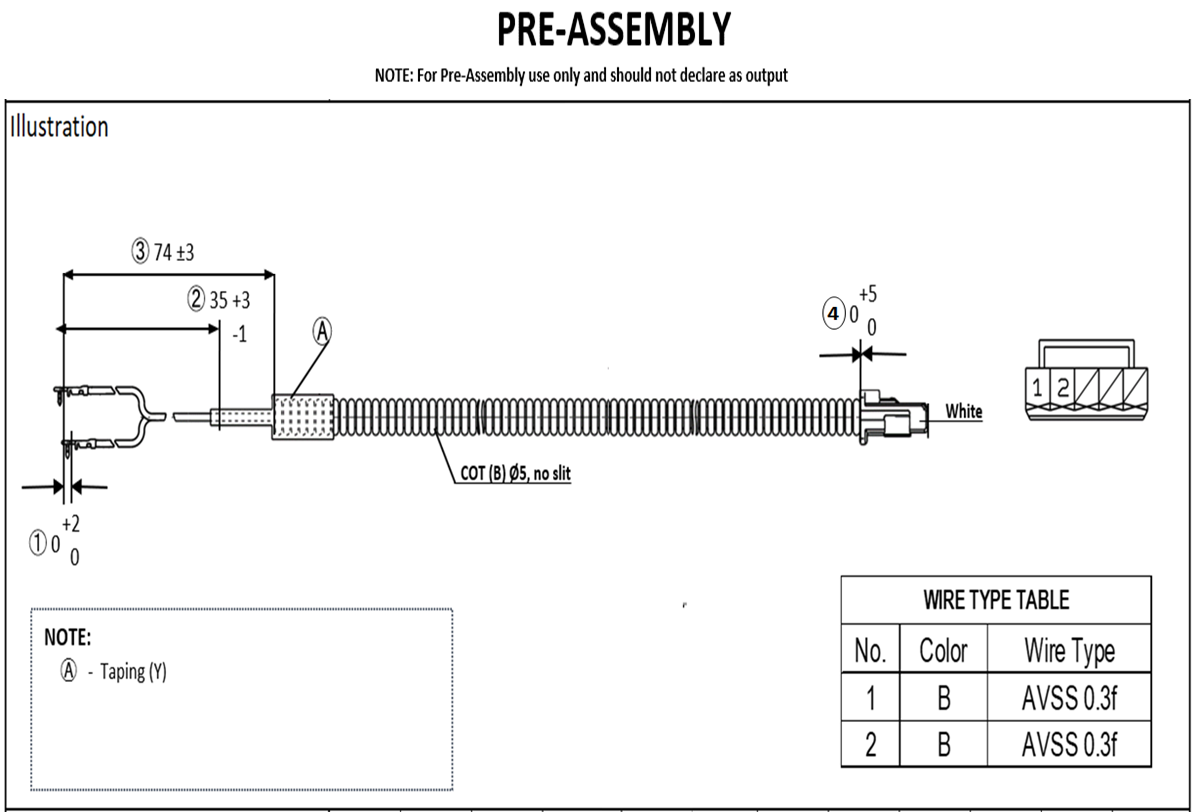 PRE-ASSEMBLY
NOTE: For Pre-Assembly use only and should not declare as output
Illustration
③ 74 ±3
② 35 +3
-1
Ⓐ
+5
④ 0
0
White
1 2
COT (B) Ø5, no slit
+2
① 0
0
NOTE:
Ⓐ - Taping (Y)
WIRE TYPE TABLE
No. Color Wire Type
1 B AVSS 0.3f
2 B AVSS 0.3f